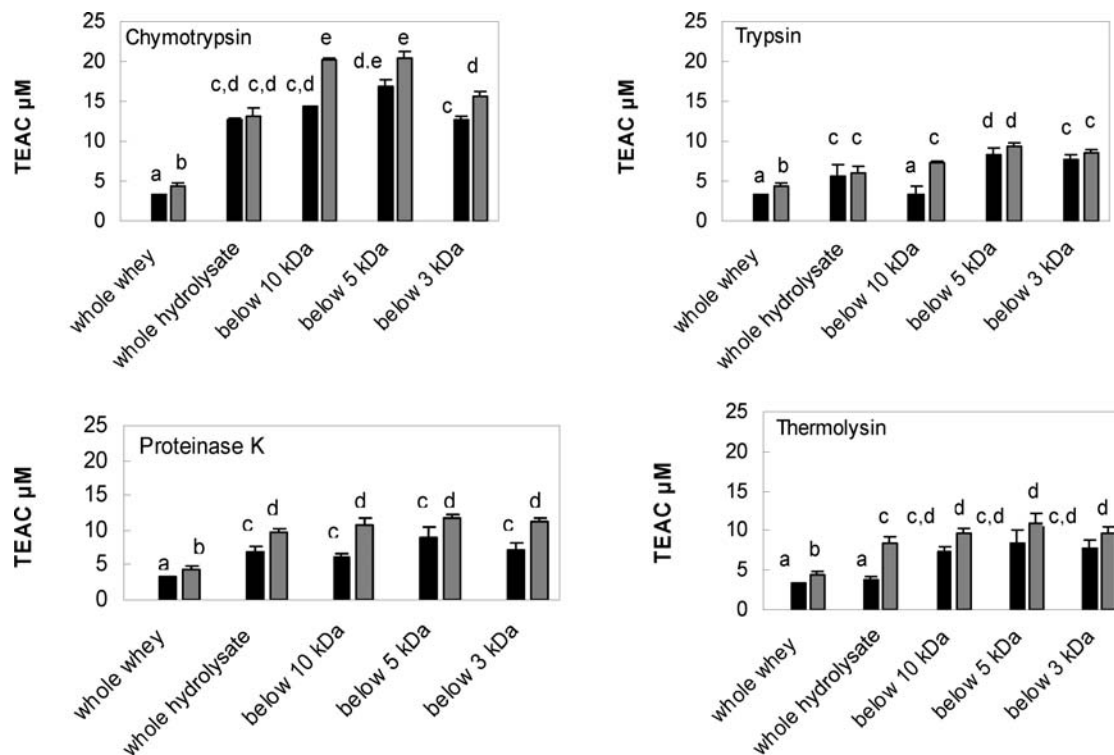 Chymotrypsin
TEAC µM
25
20
15
10
5
0
a
b
c,d
c,d
c,d
e
d.e
e
c
d
whole whey
whole hydrolysate
below 10 kDa
below 5 kDa
below 3 kDa
Trypsin
TEAC µM
25
20
15
10
5
0
a
b
c
c
a
c
d
d
c
c
whole whey
whole hydrolysate
below 10 kDa
below 5 kDa
below 3 kDa
Proteinase K
TEAC µM
25
20
15
10
5
0
a
b
c
d
c
d
c
d
c
d
whole whey
whole hydrolysate
below 10 kDa
below 5 kDa
below 3 kDa
Thermolysin
TEAC µM
25
20
15
10
5
0
a
b
a
c
c,d
d
c,d
d
c,d
d
whole whey
whole hydrolysate
below 10 kDa
below 5 kDa
below 3 kDa